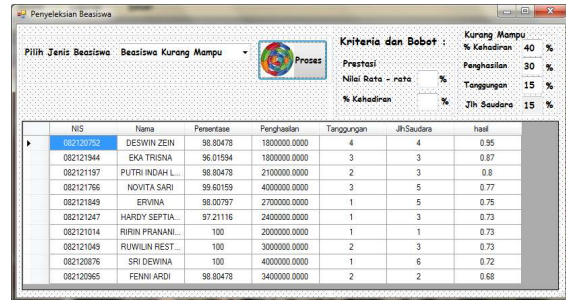 Penyeleksian Beasiswa
Pilih Jenis Beasiswa Beasiswa Kurang Mampu Proses
Kriteria dan Bobot :
Prestasi
Nilai Rata - rata %
% Kehadiran %
Kurang Mampu
% Kehadiran 40 %
Penghasilan 30 %
Tanggungan 15 %
Jlh Saudara 15 %
NIS Nama Persentase Penghasilan Tanggungan JlhSaudara hasil
082120752 DESWIN ZEIN 98.80478 1800000.0000 4 4 0.95
082121944 EKA TRISNA 96.01594 1800000.0000 3 3 0.87
082121197 PUTRI INDAH L... 98.80478 2100000.0000 2 3 0.8
082121766 NOVITA SARI 99.60159 4000000.0000 3 5 0.77
082121849 ERVINA 98.00797 2700000.0000 1 5 0.75
082121247 HARDY SEPTIA... 97.21116 2400000.0000 1 3 0.73
082121014 RIRIN PRANANI... 100 2000000.0000 1 1 0.73
082121049 RUWILIN REST... 100 3000000.0000 2 3 0.73
082120876 SRI DEWINA 100 4000000.0000 1 6 0.72
082120965 FENNI ARDI 98.80478 3400000.0000 2 2 0.68